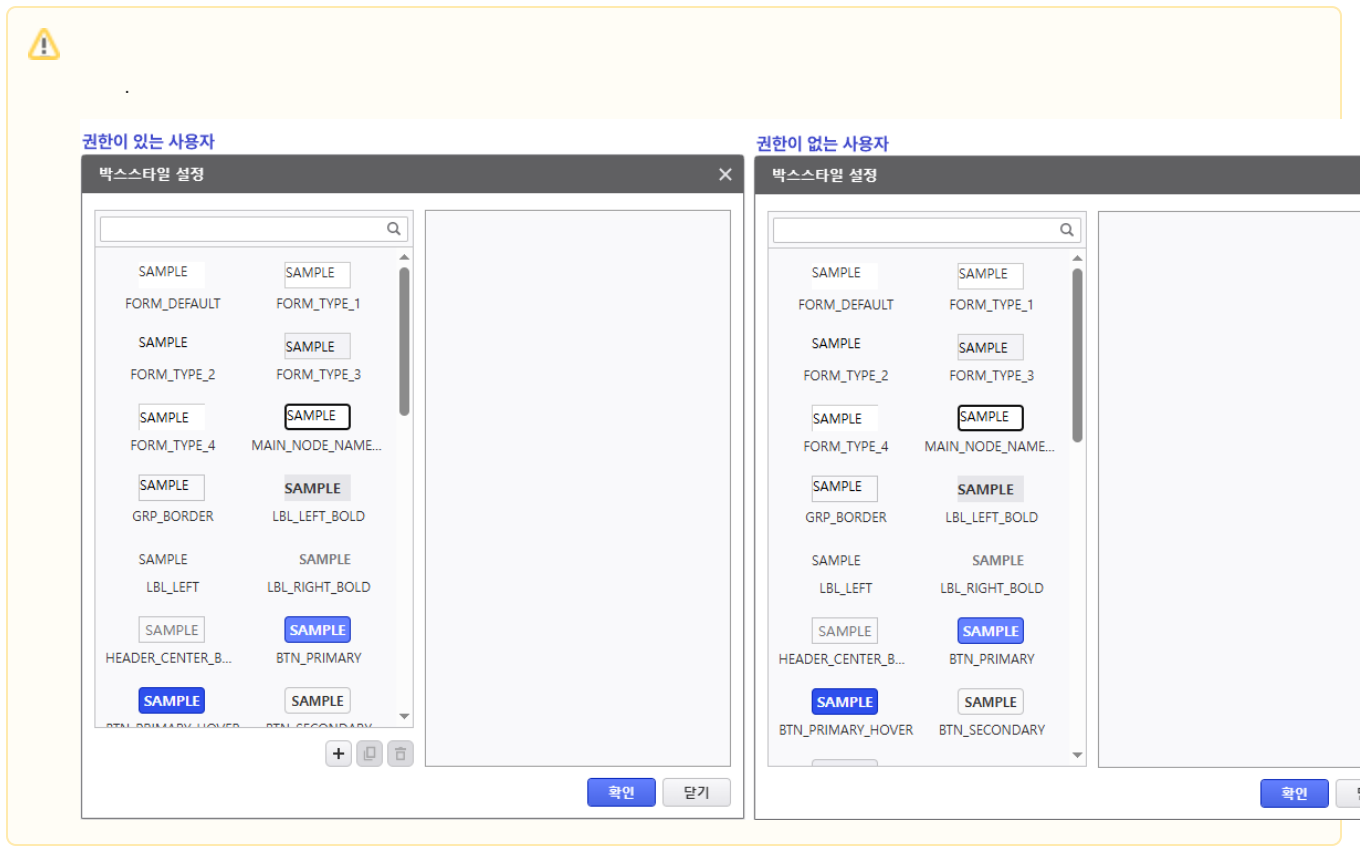 .
권한이 있는 사용자
박스스타일 설정
SAMPLE SAMPLE
FORM_DEFAULT FORM_TYPE_1
SAMPLE SAMPLE
FORM_TYPE_2 FORM_TYPE_3
SAMPLE SAMPLE
FORM_TYPE_4 MAIN_NODE_NAME...
SAMPLE SAMPLE
GRP_BORDER LBL_LEFT_BOLD
SAMPLE SAMPLE
LBL_LEFT LBL_RIGHT_BOLD
SAMPLE SAMPLE
HEADER_CENTER_B... BTN_PRIMARY
SAMPLE SAMPLE
BTN_PRIMARY_HOVER BTN_SECONDARY
확인 닫기
권한이 없는 사용자
박스스타일 설정
SAMPLE SAMPLE
FORM_DEFAULT FORM_TYPE_1
SAMPLE SAMPLE
FORM_TYPE_2 FORM_TYPE_3
SAMPLE SAMPLE
FORM_TYPE_4 MAIN_NODE_NAME...
SAMPLE SAMPLE
GRP_BORDER LBL_LEFT_BOLD
SAMPLE SAMPLE
LBL_LEFT LBL_RIGHT_BOLD
SAMPLE SAMPLE
HEADER_CENTER_B... BTN_PRIMARY
SAMPLE SAMPLE
BTN_PRIMARY_HOVER BTN_SECONDARY
확인